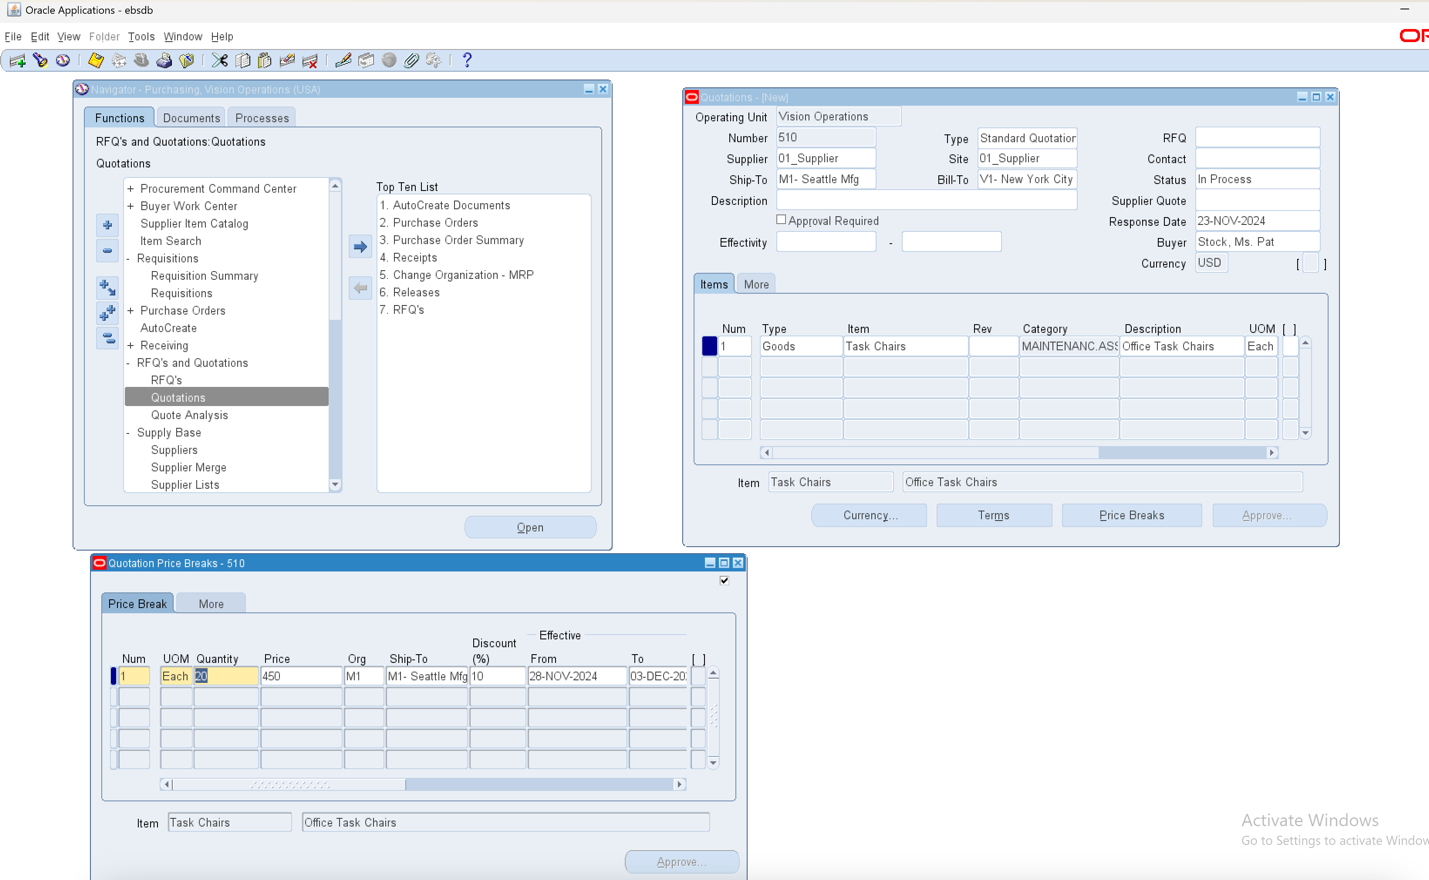 Oracle Applications - ebsdb
File Edit View Folder Tools Window Help
Navigator - Purchasing, Vision Operations (USA)
Functions Documents Processes
RFQ's and Quotations:Quotations
Quotations
+ Procurement Command Center
+ Buyer Work Center
Supplier Item Catalog
Item Search
- Requisitions
Requisition Summary
Requisitions
+ Purchase Orders
AutoCreate
+ Receiving
- RFQ's and Quotations
RFQ's
Quotations
Quote Analysis
- Supply Base
Suppliers
Supplier Merge
Supplier Lists
Top Ten List
1. AutoCreate Documents
2. Purchase Orders
3. Purchase Order Summary
4. Receipts
5. Change Organization - MRP
6. Releases
7. RFQ's
Open
Quotations - [New]
Operating Unit Vision Operations
Number 510 Type Standard Quotation RFQ
Supplier 01_Supplier Site 01_Supplier Contact
Ship-To M1- Seattle Mfg Bill-To V1- New York City Status In Process
Description Supplier Quote
Approval Required Response Date 23-NOV-2024
Effectivity - Buyer Stock, Ms. Pat
Currency USD [ ]
Items More
Num Type Item Rev Category Description UOM [ ]
1 Goods Task Chairs MAINTENANC.ASS Office Task Chairs Each
Item Task Chairs Office Task Chairs
Currency... Terms Price Breaks Approve...
Quotation Price Breaks - 510
Price Break More
Effective
Discount
Num UOM Quantity Price Org Ship-To (%) From To [ ]
1 Each 20 450 M1 M1- Seattle Mfg 10 28-NOV-2024 03-DEC-202
Item Task Chairs Office Task Chairs
Approve...
Activate Windows
Go to Settings to activate Window